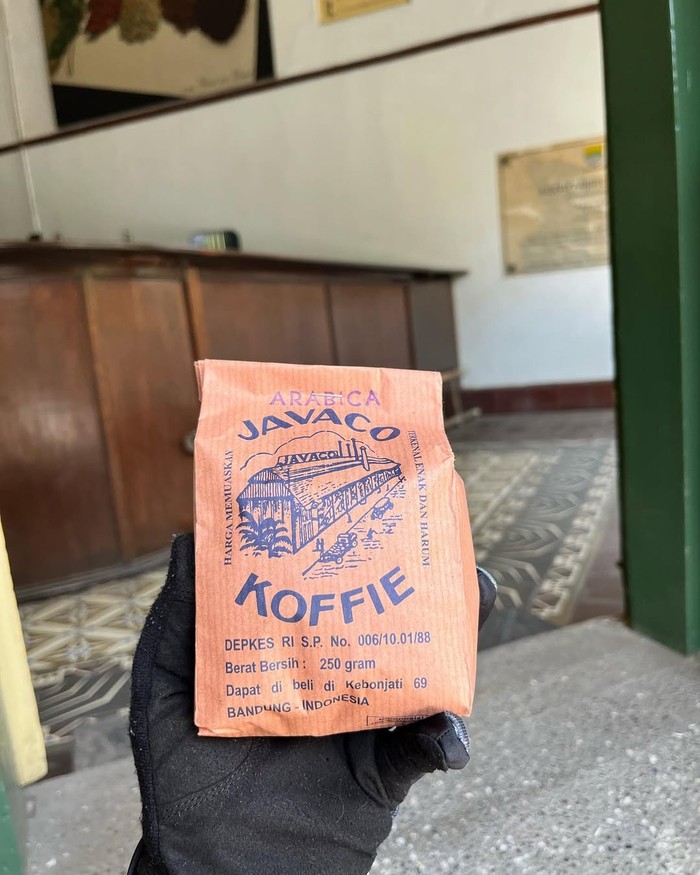 ARABICA
JAVACO
JAVACO
HARGA MEMUASKAN
TERKENAL ENAK DAN HARUM
KOFFIE
DEPKES RI S.P. No. 006/10.01/88
Berat Bersih : 250 gram
Dapat di beli di Kebonjati 69
BANDUNG - INDONESIA